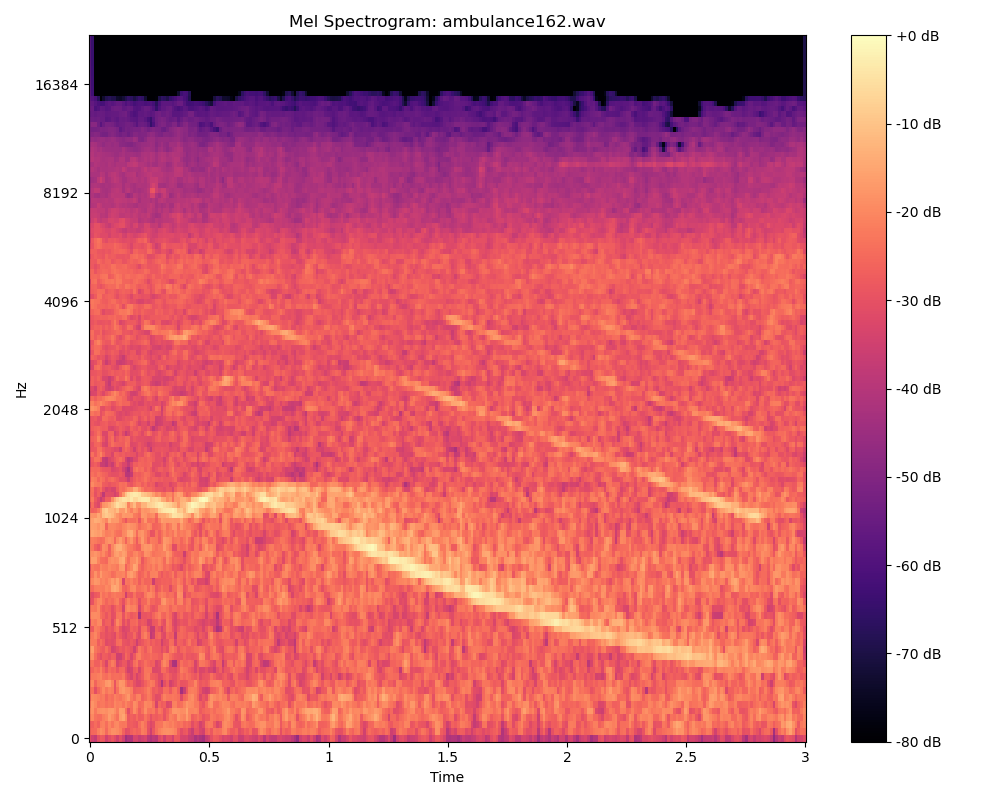 Mel Spectrogram: ambulance162.wav
+0 dB
16384
-10 dB
8192
-20 dB
4096
-30 dB
Hz
2048
-40 dB
1024
-50 dB
512
-60 dB
-70 dB
0
-80 dB
0 0.5 1 1.5 2 2.5 3
Time